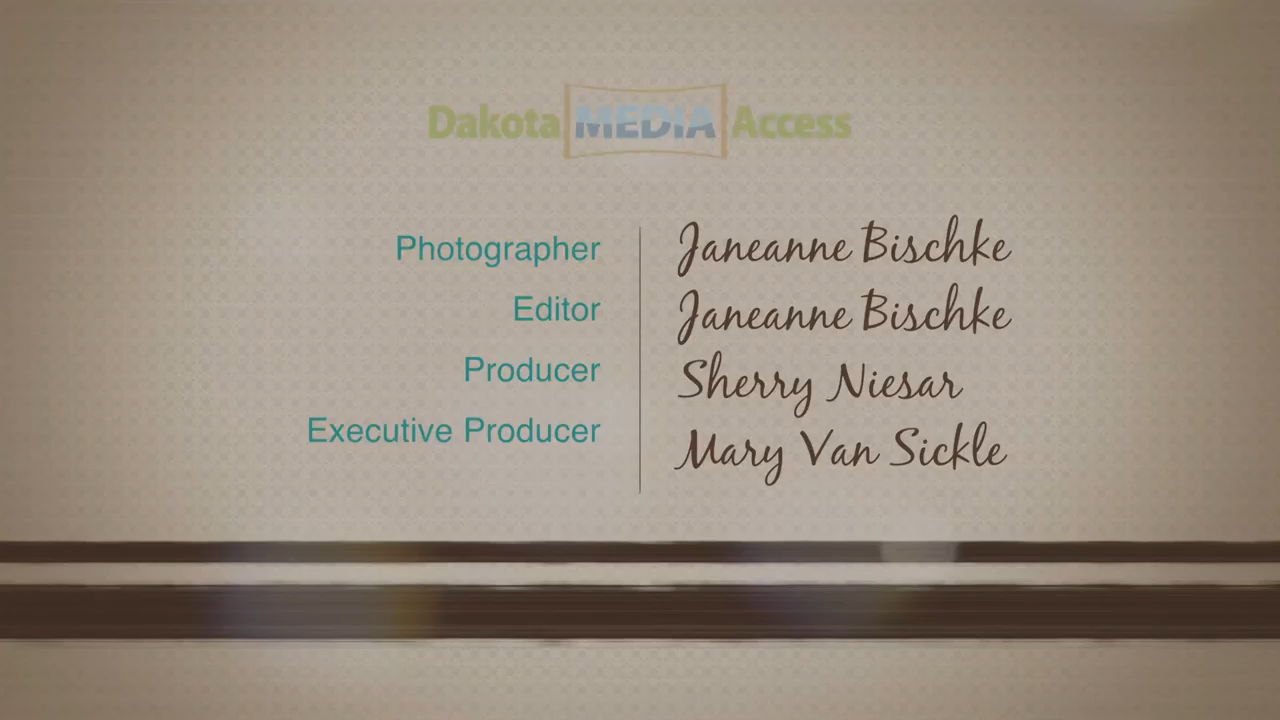 Dakota MEDIA Access
Photographer Janeanne Bischke
Editor Janeanne Bischke
Producer Sherry Niesar
Executive Producer Mary Van Sickle